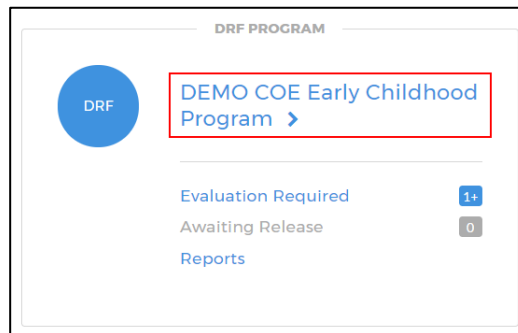 DRF PROGRAM
DRF
DEMO COE Early Childhood
Program
Evaluation Required 1+
Awaiting Release 0
Reports